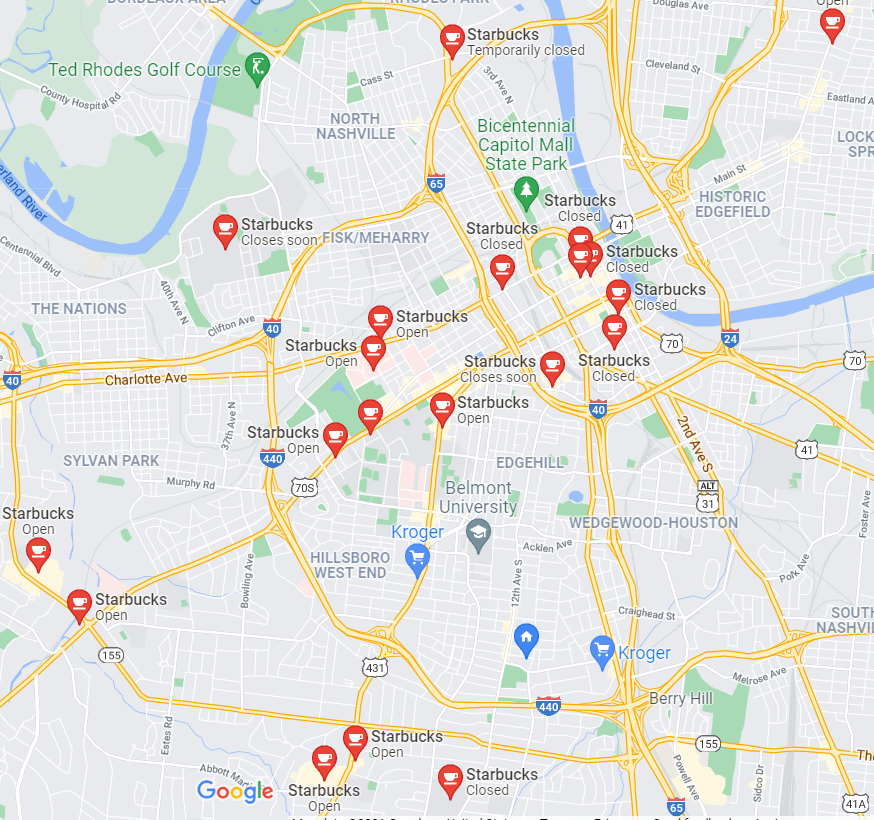 BORDEAUX AREA
RHODES PARK
Douglas Ave
Open
Starbucks
Temporarily closed
Ted Rhodes Golf Course
Cass St
3rd Ave N
Cleveland St
County Hospital Rd
Eastland A
NORTH
NASHVILLE
Bicentennial
Capitol Mall
State Park
LOCK
SPR
Main St
65
HISTORIC
EDGEFIELD
erland River
Starbucks
Closed
Starbucks
Closes soon
Starbucks
Closed
41
FISK/MEHARRY
Centennial Blvd
Starbucks
Closed
40th Ave N
Starbucks
Closed
THE NATIONS
Clifton Ave
40
Starbucks
Open
Starbucks
Open
24
70
70
Starbucks
Closes soon
Starbucks
Closed
40
Charlotte Ave
Starbucks
Open
40
37th Ave N
2nd Ave S
Starbucks
Open
440
41
SYLVAN PARK
EDGEHILL
Murphy Rd
70S
Belmont
University
ALT
31
Foster Ave
Starbucks
Open
Kroger
WEDGEWOOD-HOUSTON
Acklen Ave
HILLSBORO
WEST END
Bowling Ave
12th Ave S
Polk Ave
Starbucks
Open
Craighead St
SOUTH
NASHVIL
155
431
Kroger
Melrose Ave
440
Berry Hill
Estes Rd
Starbucks
Open
155
Tho
Abbott Mar
Starbucks
Open
Starbucks
Closed
Powell Ave
Sidco Dr
Google
65
41A